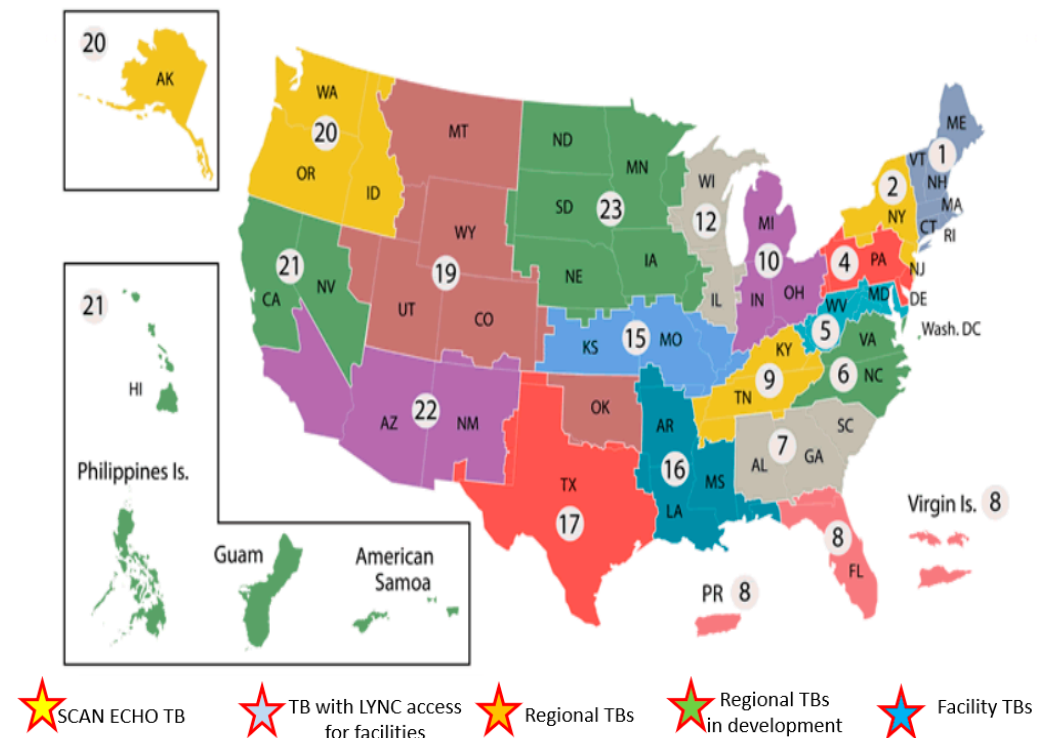 20
AK
WA
20
OR
ID
MT
WY
19
UT
CO
ND
MN
SD
23
NE
IA
WI
12
IL
MI
10
IN
OH
ME
VT
1
NH
MA
CT
RI
2
NY
4
PA
NJ
MD
DE
WV
5
Wash. DC
VA
6
NC
KY
9
TN
SC
7
AL
GA
21
CA
NV
15
KS
MO
22
AZ
NM
OK
AR
16
MS
LA
TX
17
8
FL
Virgin Is. 8
PR 8
21
HI
Philippines Is.
Guam
American
Samoa
SCAN ECHO TB
TB with LYNC access
for facilities
Regional TBs
Regional TBs
in development
Facility TBs